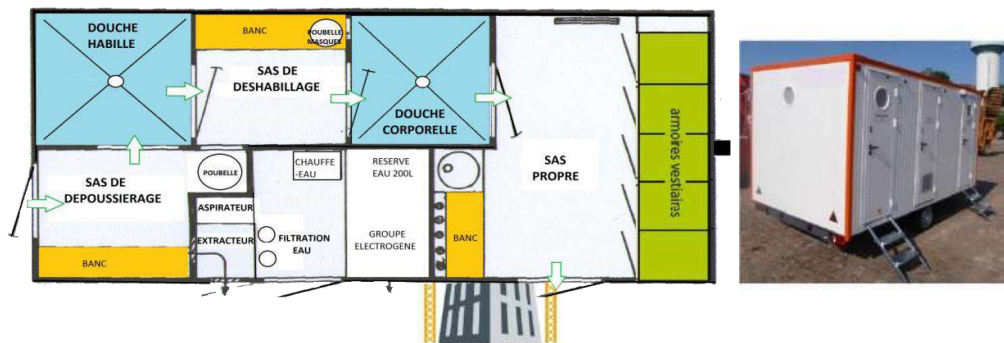 DOUCHE
HABILLE
BANC
POUBELLE
MASQUES
SAS DE
DESHABILLAGE
DOUCHE
CORPORELLE
SAS
PROPRE
armoires vestiaires
SAS DE
DEPOUSSIERAGE
POUBELLE
CHAUFFE
-EAU
RESERVE
EAU 200L
ASPIRATEUR
EXTRACTEUR
FILTRATION
EAU
GROUPE
ELECTROGENE
BANC
BANC